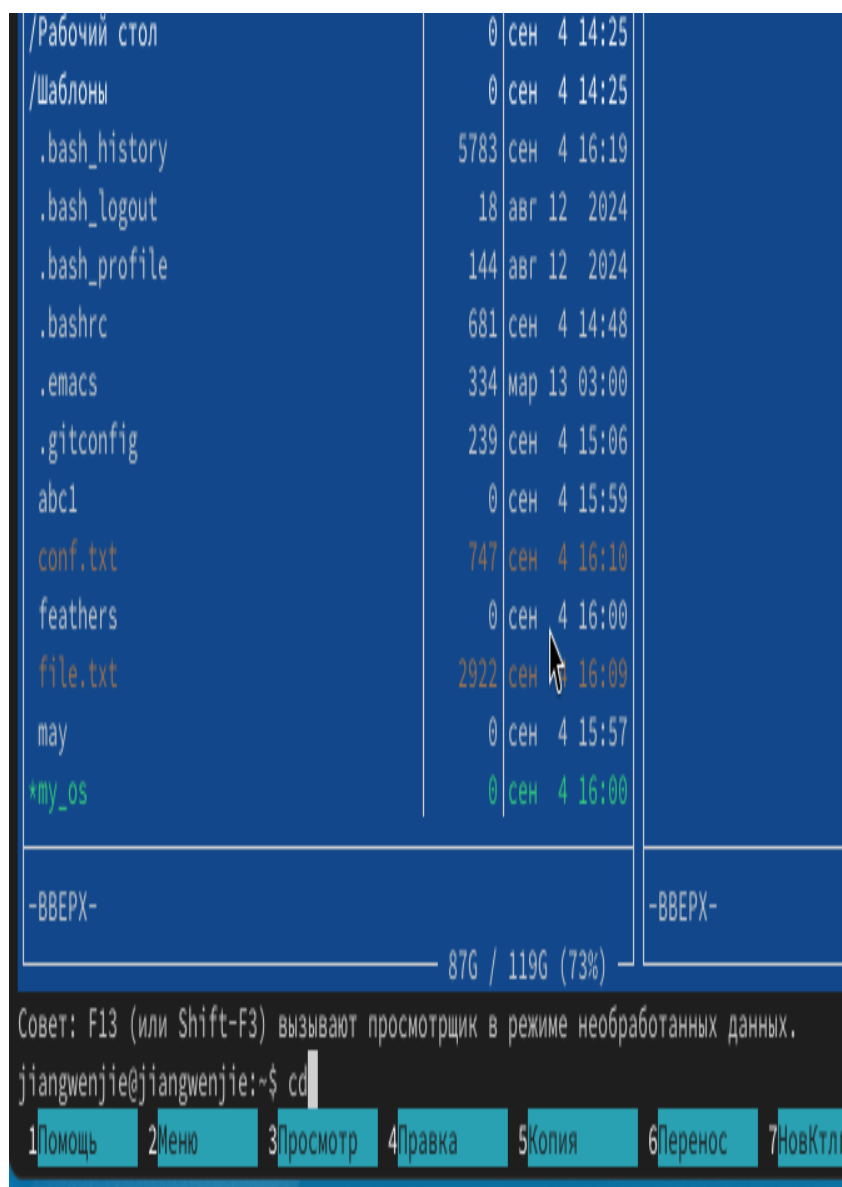 /Рабочий стол 0 сен 4 14:25
/Шаблоны 0 сен 4 14:25
.bash_history 5783 сен 4 16:19
.bash_logout 18 авг 12 2024
.bash_profile 144 авг 12 2024
.bashrc 681 сен 4 14:48
.emacs 334 мар 13 03:00
.gitconfig 239 сен 4 15:06
abc1 0 сен 4 15:59
conf.txt 747 сен 4 16:10
feathers 0 сен 4 16:00
file.txt 2922 сен 4 16:09
may 0 сен 4 15:57
*my_os 0 сен 4 16:00
-ВВЕРХ- -ВВЕРХ-
87G / 119G (73%)
Совет: F13 (или Shift-F3) вызывают просмотрщик в режиме необработанных данных.
jiangwenjie@jiangwenjie:~$ cd
1Помощь 2Меню 3Просмотр 4Правка 5Копия 6Перенос 7НовКтл